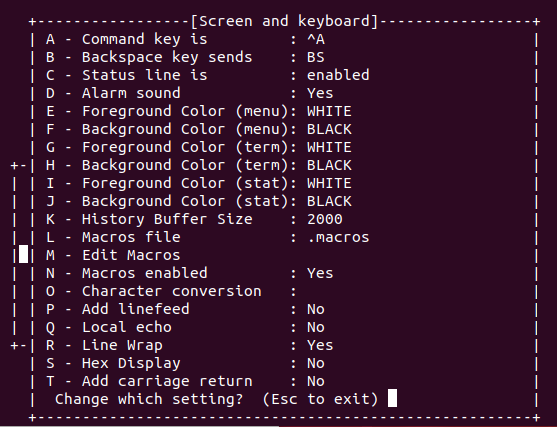 +-----------------[Screen and keyboard]-----------------+
| A - Command key is         : ^A                       |
| B - Backspace key sends    : BS                       |
| C - Status line is         : enabled                  |
| D - Alarm sound            : Yes                      |
| E - Foreground Color (menu): WHITE                    |
| F - Background Color (menu): BLACK                    |
| G - Foreground Color (term): WHITE                    |
+-| H - Background Color (term): BLACK                    |
| | I - Foreground Color (stat): WHITE                    |
| | J - Background Color (stat): BLACK                    |
| | K - History Buffer Size    : 2000                     |
| | L - Macros file            : .macros                  |
| | M - Edit Macros                                       |
| | N - Macros enabled         : Yes                      |
| | O - Character conversion   :                          |
| | P - Add linefeed           : No                       |
| | Q - Local echo             : No                       |
+-| R - Line Wrap              : Yes                      |
| S - Hex Display            : No                       |
| T - Add carriage return    : No                       |
|  Change which setting?  (Esc to exit)                 |
+-------------------------------------------------------+